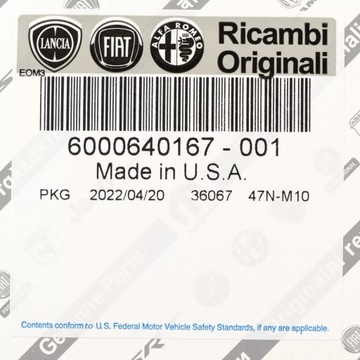 LANCIA FIAT ALFA ROMEO Ricambi
Originali
EOM3
6000640167 - 001
Made in U.S.A.
PKG 2022/04/20 36067 47N-M10
Contents conform to U.S. Federal Motor Vehicle Safety Standards, if any are applicable.